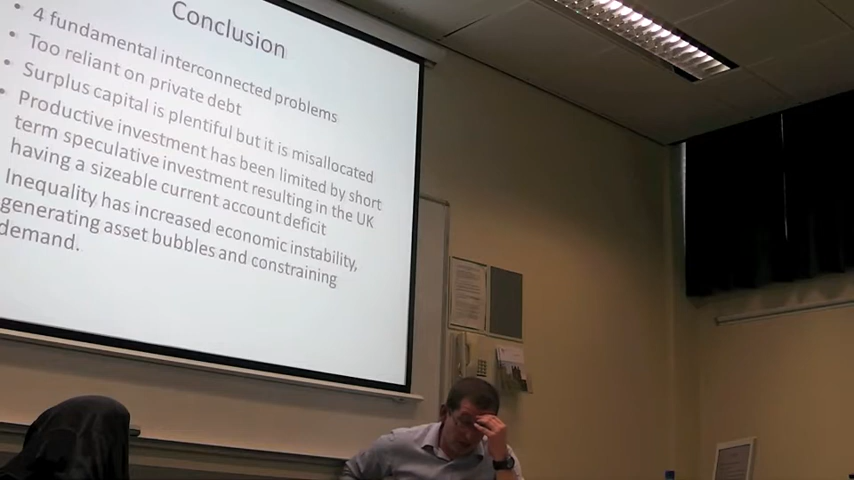 Conclusion
• 4 fundamental interconnected problems
• Too reliant on private debt
• Surplus capital is plentiful but it is misallocated
• Productive investment has been limited by short
term speculative investment resulting in the UK
having a sizeable current account deficit
Inequality has increased economic instability,
generating asset bubbles, and constraining
demand.